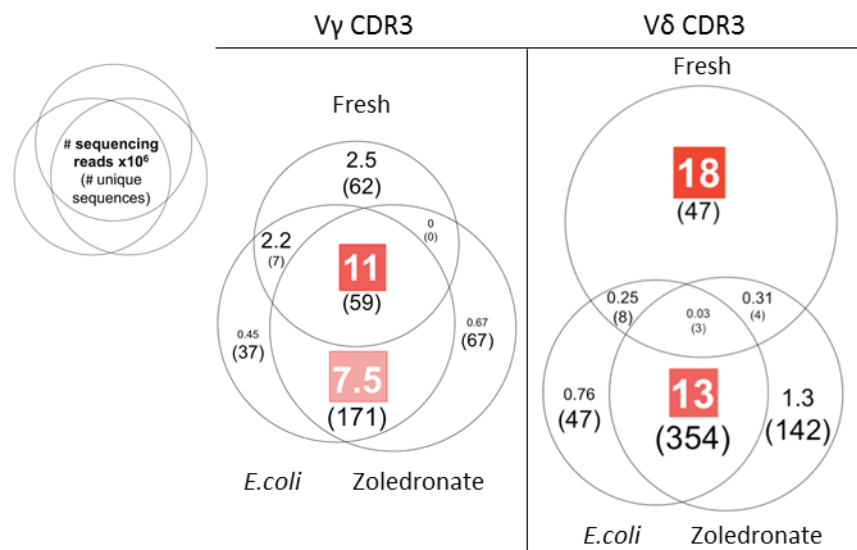 Vγ CDR3
Vδ CDR3
# sequencing
reads x10⁶
(# unique
sequences)
Fresh
2.5
(62)
2.2
(7)
0
(0)
11
(59)
0.45
(37)
0.67
(67)
7.5
(171)
E.coli
Zoledronate
Fresh
18
(47)
0.25
(8)
0.03
(3)
0.31
(4)
0.76
(47)
13
(354)
1.3
(142)
E.coli
Zoledronate